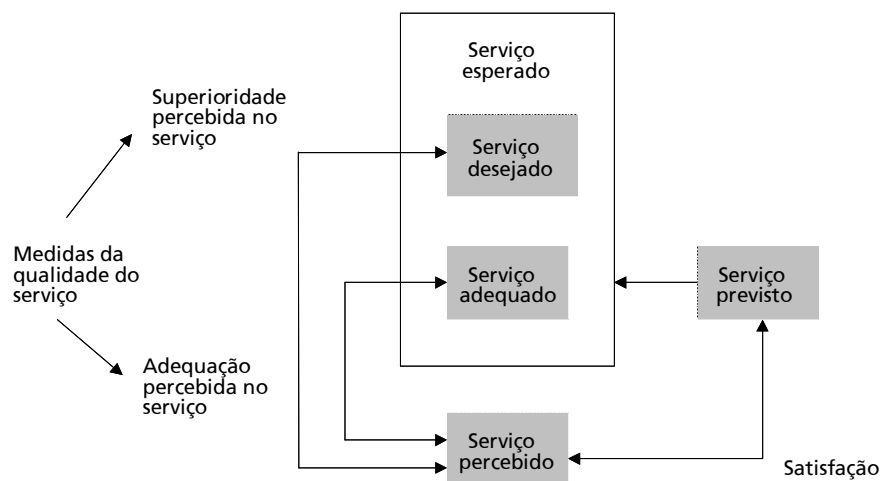 Serviço
esperado
Superioridade
percebida no
serviço
Serviço
desejado
Medidas da
qualidade do
serviço
Serviço
adequado
Serviço
previsto
Adequação
percebida no
serviço
Serviço
percebido
Satisfação